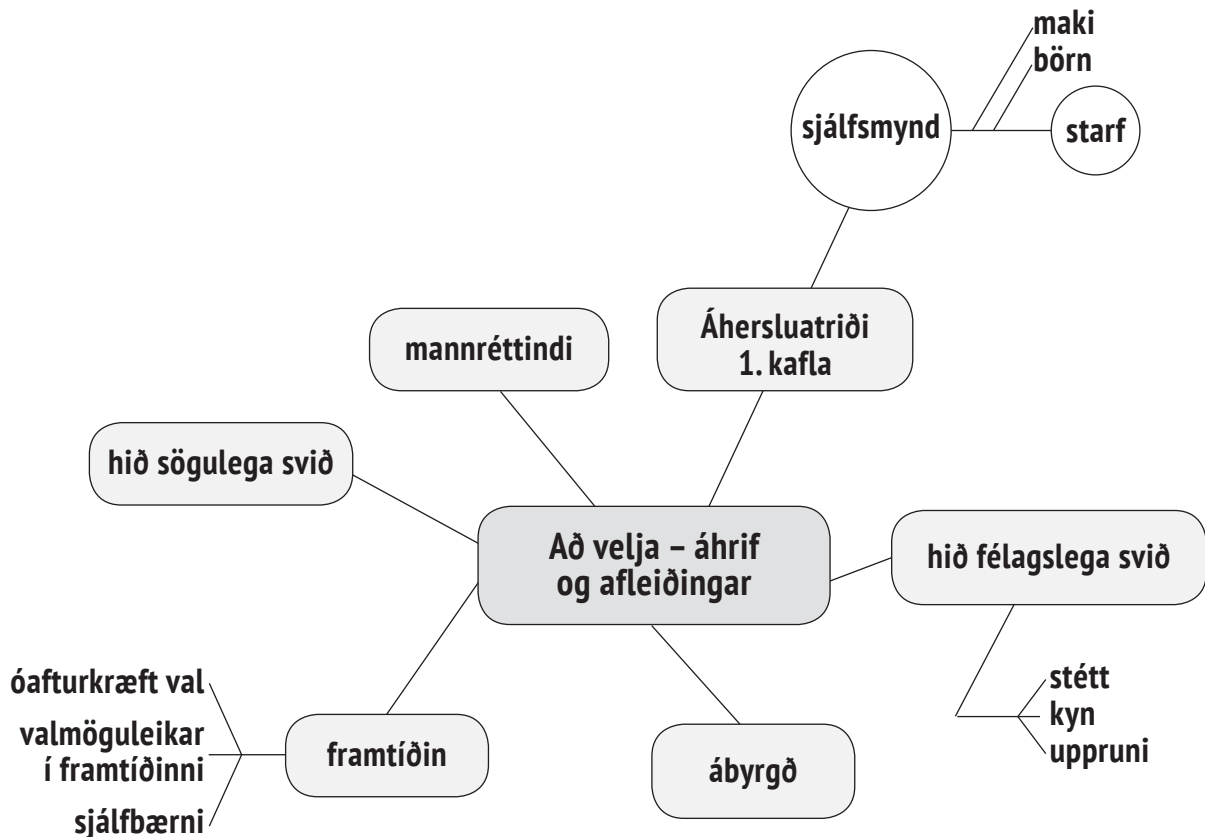 maki
börn
sjálfsmynd
starf
Áhersluatriði
1. kafla
mannréttindi
hið sögulega svið
Að velja – áhrif
og afleiðingar
hið félagslega svið
óafturkræft val
valmöguleikar
í framtíðinni
sjálfbærni
framtíðin
ábyrgð
stétt
kyn
uppruni